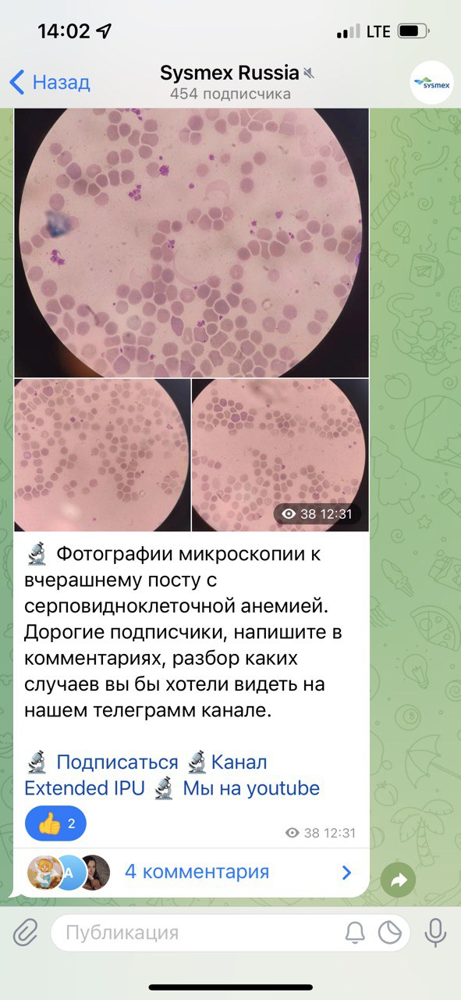 14:02
LTE
Назад
Sysmex Russia
454 подписчика
sysmex
38 12:31
🔬 Фотографии микроскопии к
вчерашнему посту с
серповидноклеточной анемией.
Дорогие подписчики, напишите в
комментариях, разбор каких
случаев вы бы хотели видеть на
нашем телеграмм канале.
🔬 Подписаться 🔬 Канал
Extended IPU 🔬 Мы на youtube
👍 2
38 12:31
A
4 комментария
Публикация